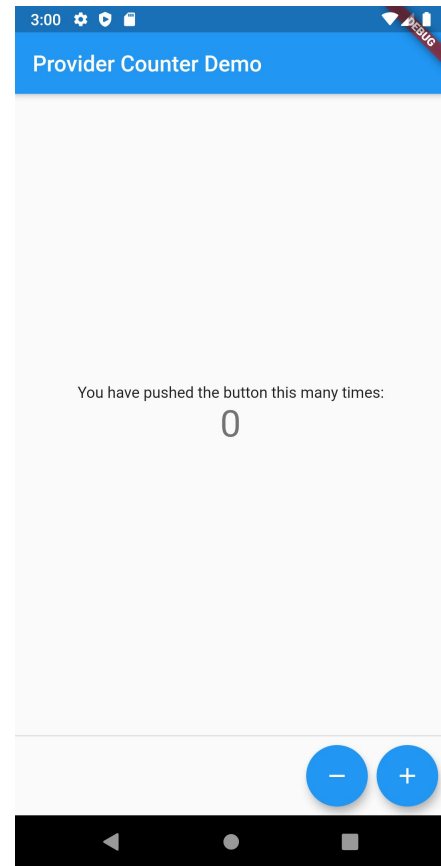 3:00
DEBUG
Provider Counter Demo
You have pushed the button this many times:
0
− +